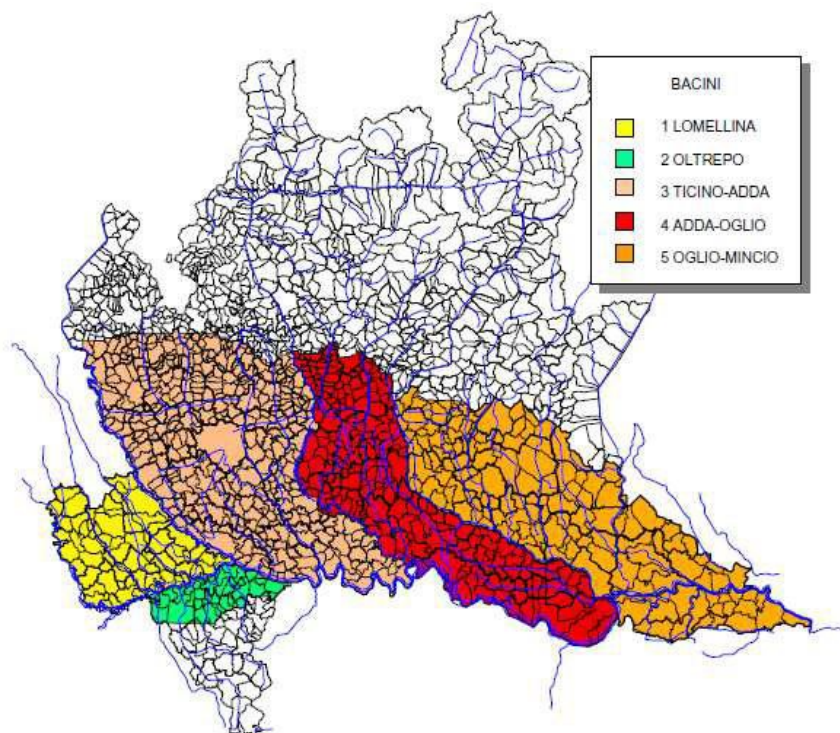 BACINI
1 LOMELLINA
2 OLTREPO
3 TICINO-ADDA
4 ADDA-OGLIO
5 OGLIO-MINCIO